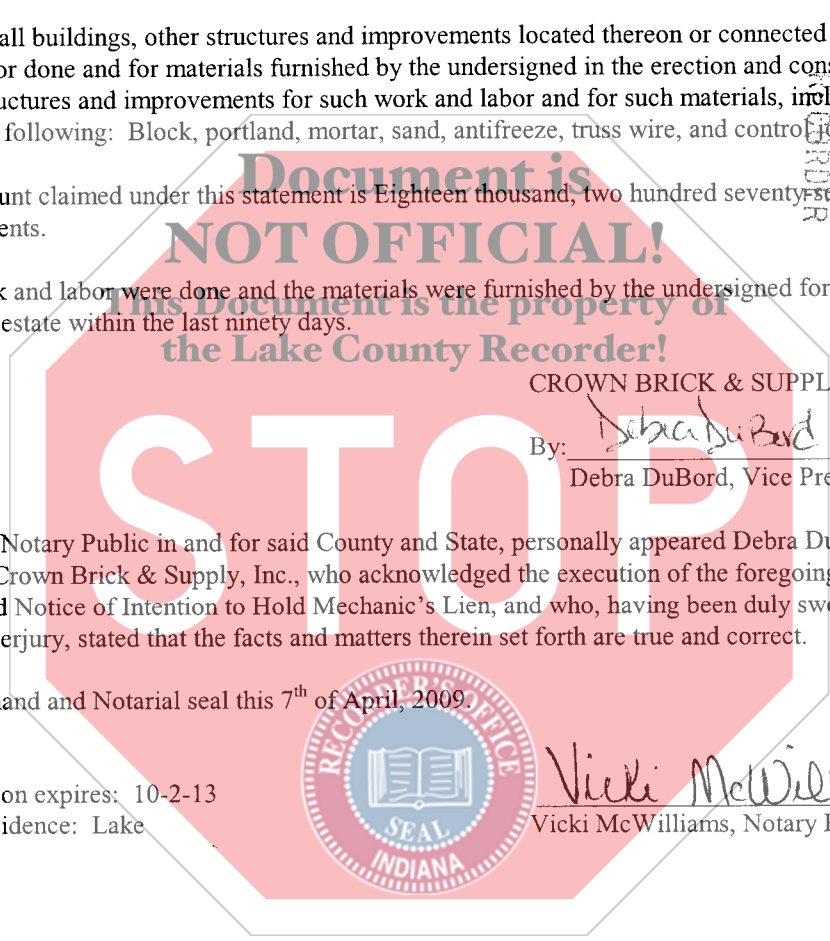 all buildings, other structures and improvements located thereon or connected
or done and for materials furnished by the undersigned in the erection and cons
uctures and improvements for such work and labor and for such materials, incl
following: Block, portland, mortar, sand, antifreeze, truss wire, and control
Document is
unt claimed under this statement is Eighteen thousand, two hundred seventy-
ents.
NOT OFFICIAL!
k and labor were done and the materials were furnished by the undersigned for
This Document is the property of
estate within the last ninety days.
the Lake County Recorder!
CROWN BRICK & SUPPL
STOP
By: Debra DuBord
Debra DuBord, Vice Pre
Notary Public in and for said County and State, personally appeared Debra Du
Crown Brick & Supply, Inc., who acknowledged the execution of the foregoing
d Notice of Intention to Hold Mechanic's Lien, and who, having been duly swo
erjury, stated that the facts and matters therein set forth are true and correct.
and and Notarial seal this 7th of April, 2009.
RECORDER'S OFFICE
SEAL
INDIANA
Vicki McWil
on expires: 10-2-13
idence: Lake
Vicki McWilliams, Notary P